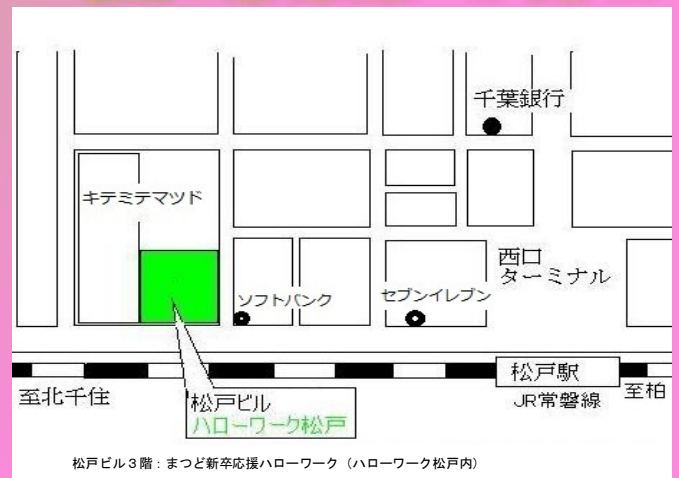 千葉銀行
キテミテマツド
西口
ターミナル
ソフトバンク
セブンイレブン
松戸駅
至北千住
JR常磐線
至柏
松戸ビル
ハローワーク松戸
松戸ビル3階：まつど新卒応援ハローワーク（ハローワーク松戸内）